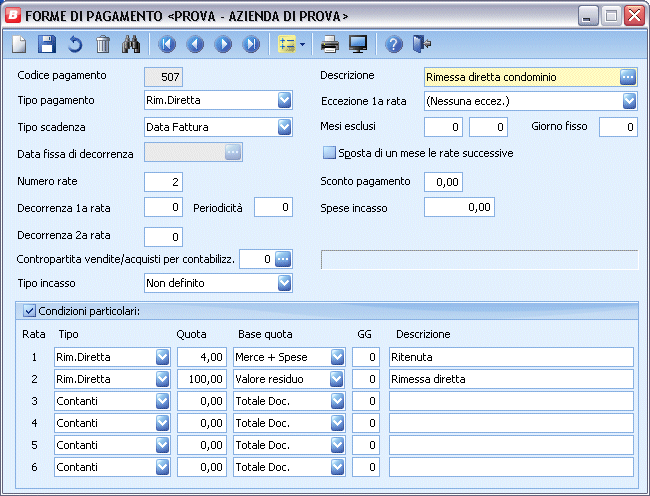 FORME DI PAGAMENTO <PROVA - AZIENDA DI PROVA>
Codice pagamento 507 Descrizione Rimessa diretta condominio
Tipo pagamento Rim.Diretta Eccezione 1a rata (Nessuna eccez.)
Tipo scadenza Data Fattura Mesi esclusi 0 0 Giorno fisso 0
Data fissa di decorrenza Sposta di un mese le rate successive
Numero rate 2 Sconto pagamento 0,00
Decorrenza 1a rata 0 Periodicità 0 Spese incasso 0,00
Decorrenza 2a rata 0
Contropartita vendite/acquisti per contabilizz. 0
Tipo incasso Non definito
Condizioni particolari:
Rata Tipo Quota Base quota GG Descrizione
1 Rim.Diretta 4,00 Merce + Spese 0 Ritenuta
2 Rim.Diretta 100,00 Valore residuo 0 Rimessa diretta
3 Contanti 0,00 Totale Doc. 0
4 Contanti 0,00 Totale Doc. 0
5 Contanti 0,00 Totale Doc. 0
6 Contanti 0,00 Totale Doc. 0